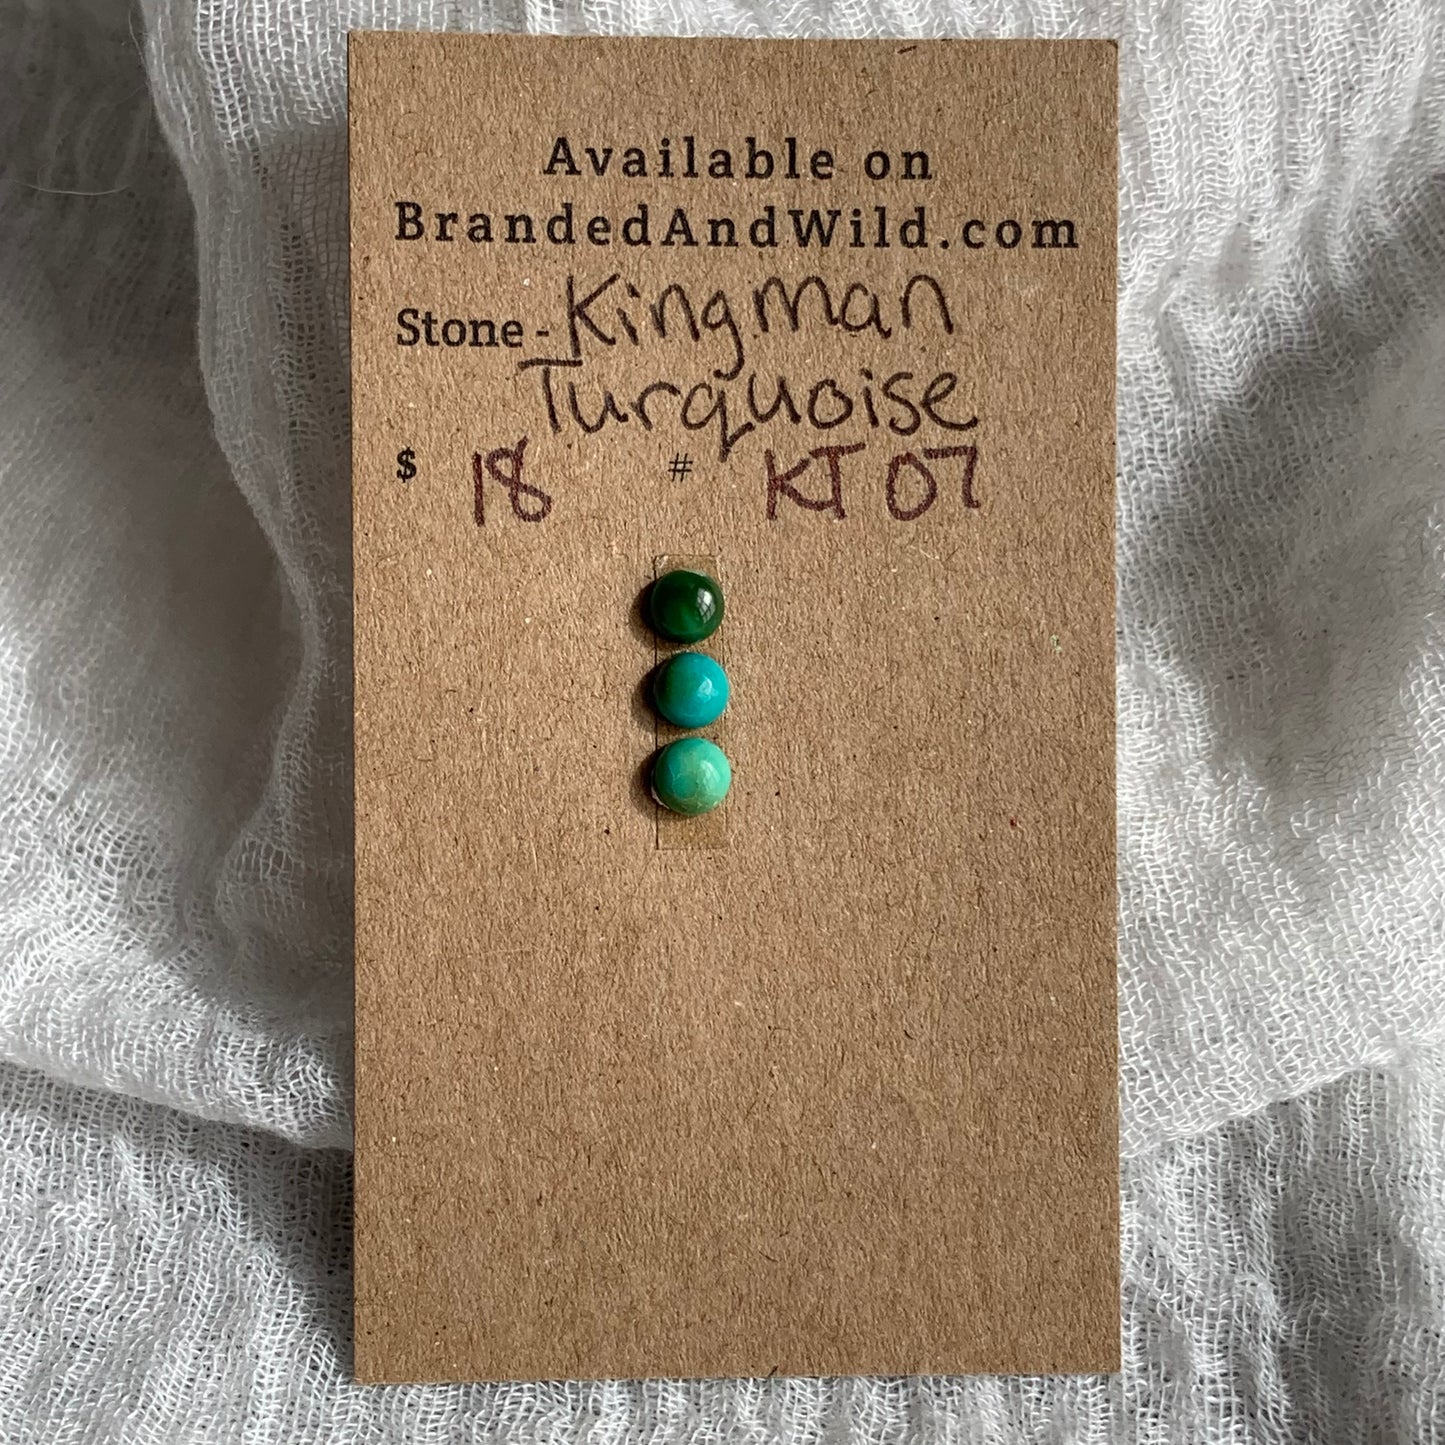 Available on
BrandedAndWild.com
Stone - Kingman
Turquoise
$ 18 # KT07